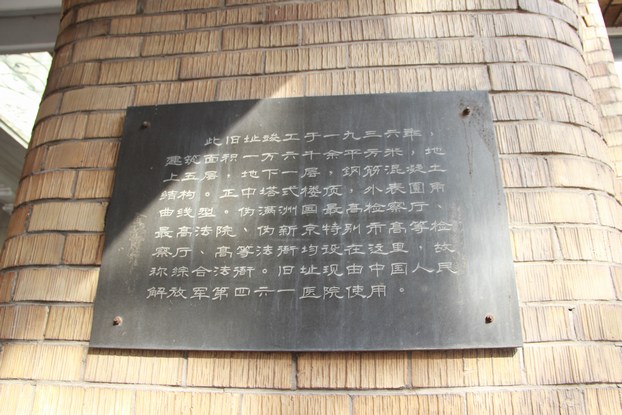 此旧址竣工于一九三六年，
建筑面积一万六千余平方米，地
上五层，地下一层，钢筋混凝土
结构。正中塔式楼顶，外表圆角
曲线型。伪满洲国最高检察厅、
最高法院、伪新京特别市高等检
察厅、高等法衙均设在这里，故
称综合法衙。旧址现由中国人民
解放军第四六一医院使用。